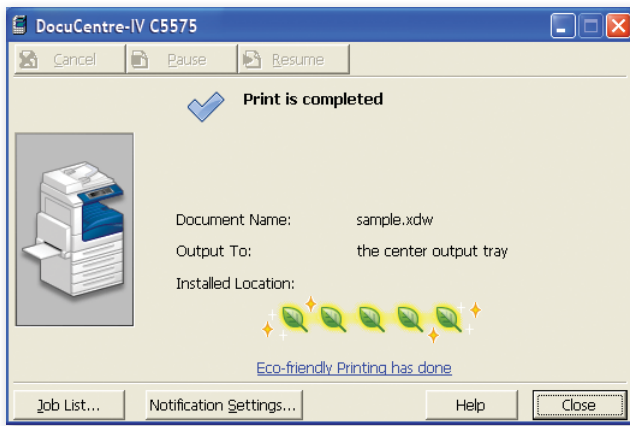 DocuCentre-IV C5575
Cancel Pause Resume
Print is completed
Document Name: sample.xdw
Output To: the center output tray
Installed Location:
Eco-friendly Printing has done
Job List... Notification Settings... Help Close